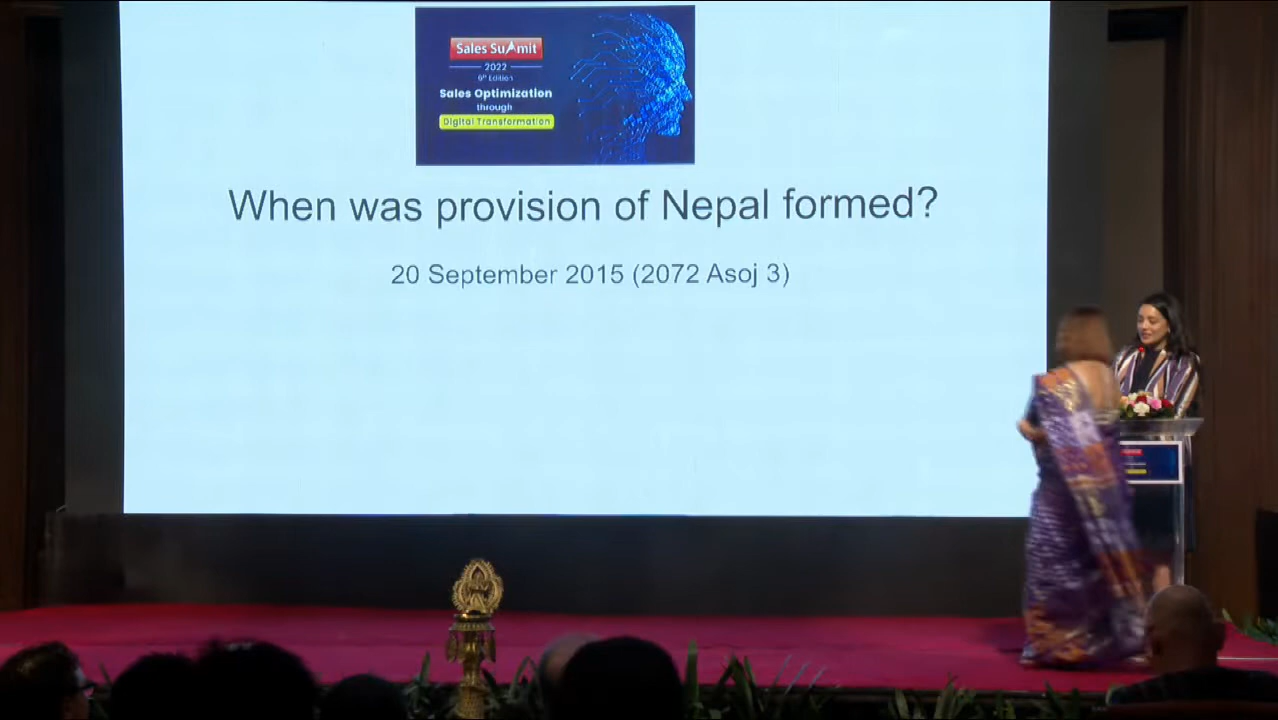 Sales Summit
2022
6th Edition
Sales Optimization
through
Digital Transformation
When was provision of Nepal formed?
20 September 2015 (2072 Asoj 3)